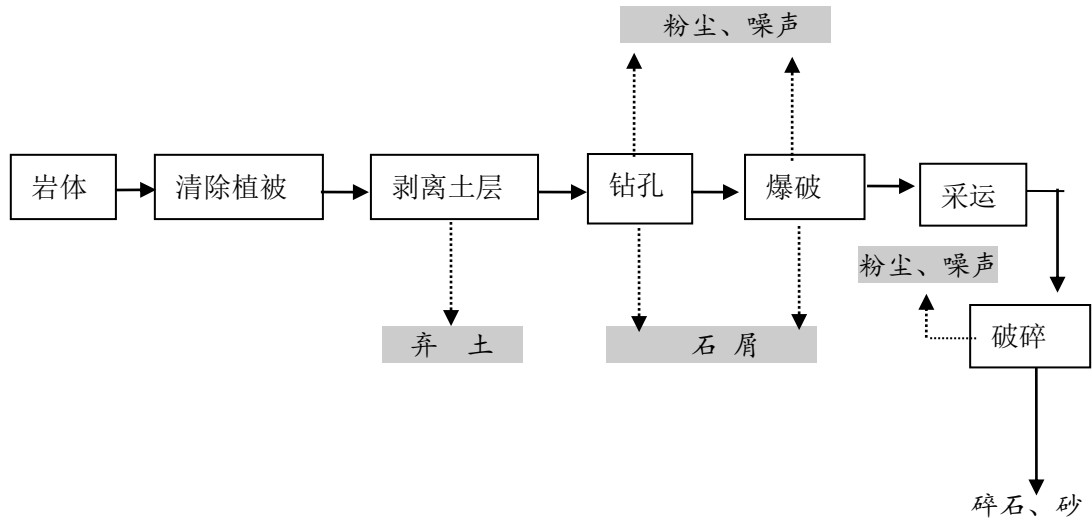 粉尘、噪声
岩体
清除植被
剥离土层
钻孔
爆破
采运
粉尘、噪声
弃 土
石 屑
破碎
碎石、砂